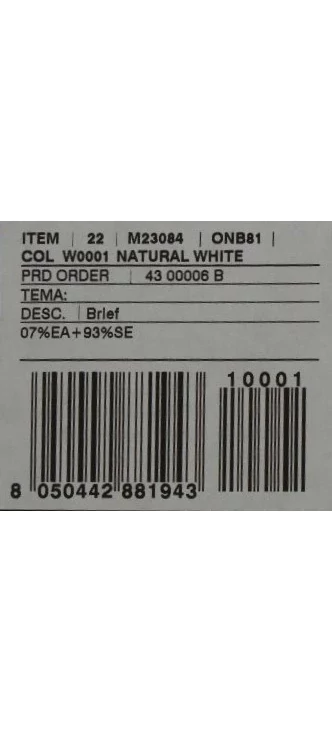 ITEM | 22 | M23084 | ONB81 |
COL W0001 NATURAL WHITE
PRD ORDER | 43 00006 B
TEMA:
DESC. | Brief
07%EA+93%SE
10001
8 050442 881943